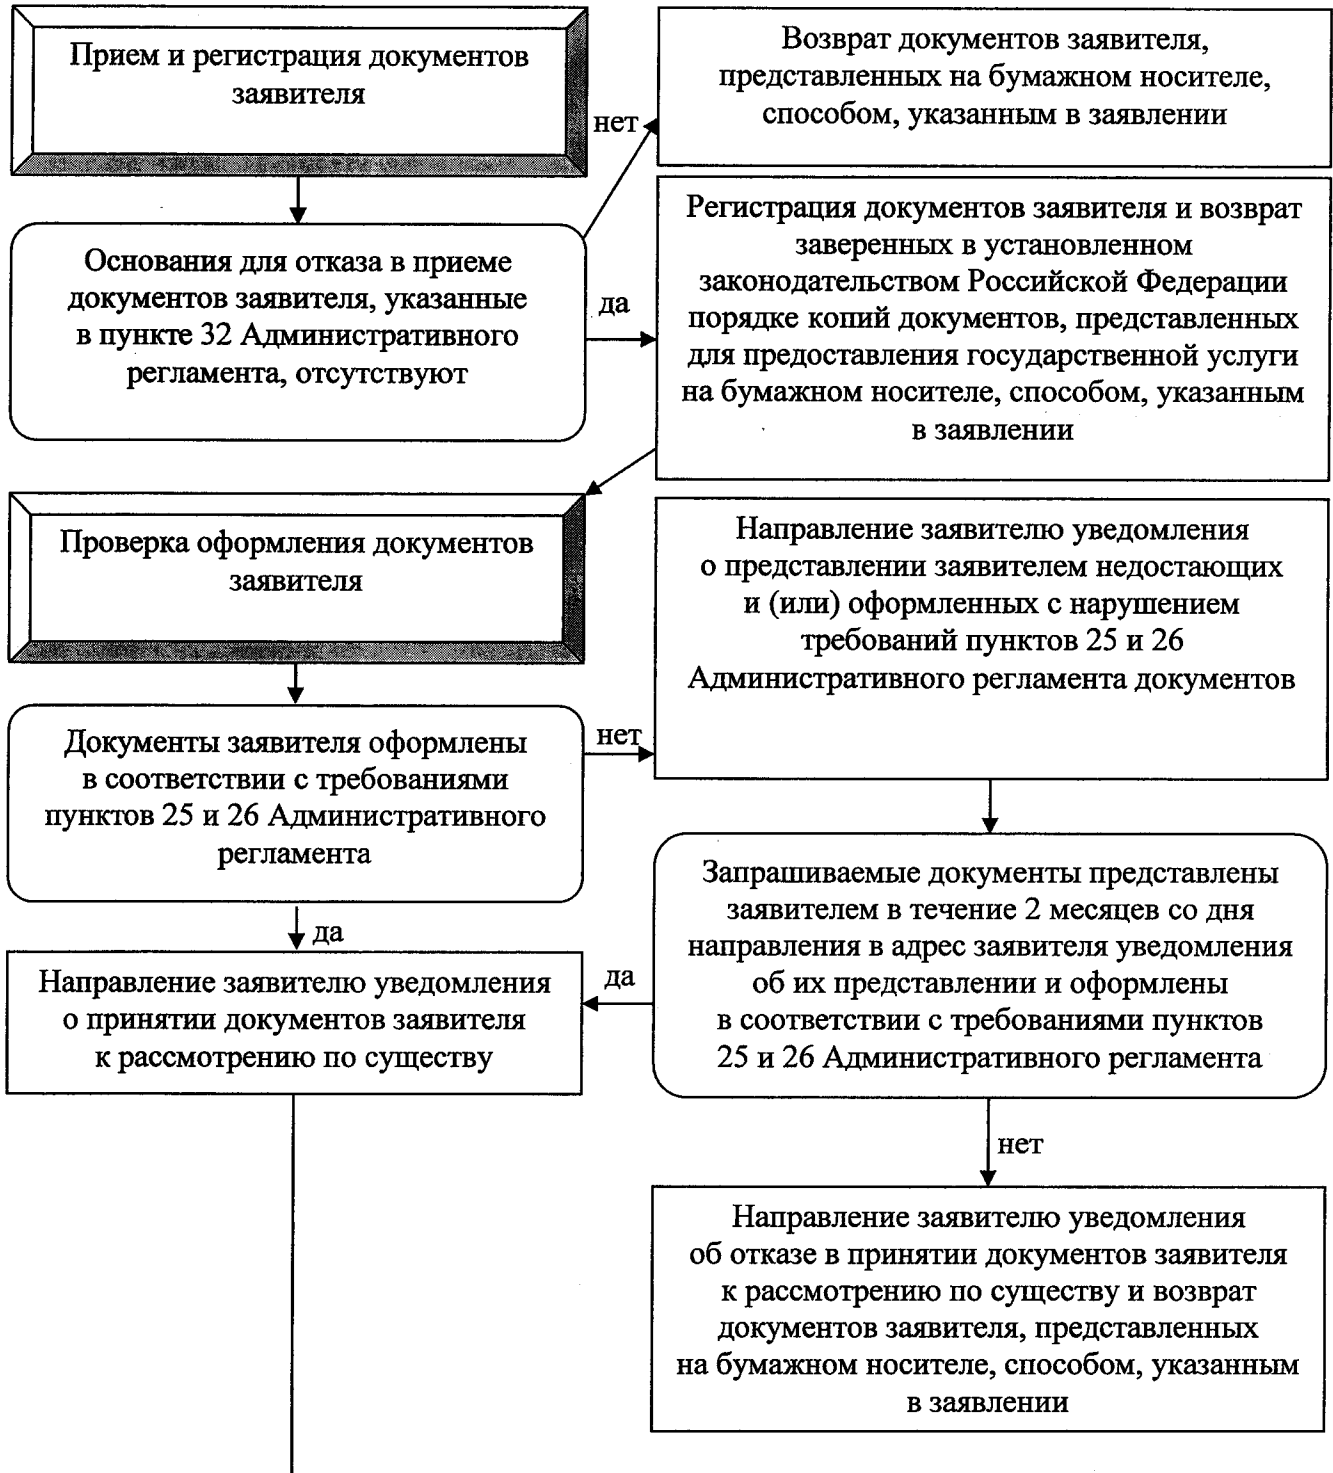 Прием и регистрация документов
заявителя
Возврат документов заявителя,
представленных на бумажном носителе,
способом, указанным в заявлении
нет
Основания для отказа в приеме
документов заявителя, указанные
в пункте 32 Административного
регламента, отсутствуют
да
Регистрация документов заявителя и возврат
заверенных в установленном
законодательством Российской Федерации
порядке копий документов, представленных
для предоставления государственной услуги
на бумажном носителе, способом, указанным
в заявлении
Проверка оформления документов
заявителя
Направление заявителю уведомления
о представлении заявителем недостающих
и (или) оформленных с нарушением
требований пунктов 25 и 26
Административного регламента документов
Документы заявителя оформлены
в соответствии с требованиями
пунктов 25 и 26 Административного
регламента
нет
Запрашиваемые документы представлены
заявителем в течение 2 месяцев со дня
направления в адрес заявителя уведомления
об их представлении и оформлены
в соответствии с требованиями пунктов
25 и 26 Административного регламента
да
Направление заявителю уведомления
о принятии документов заявителя
к рассмотрению по существу
да
нет
Направление заявителю уведомления
об отказе в принятии документов заявителя
к рассмотрению по существу и возврат
документов заявителя, представленных
на бумажном носителе, способом, указанным
в заявлении